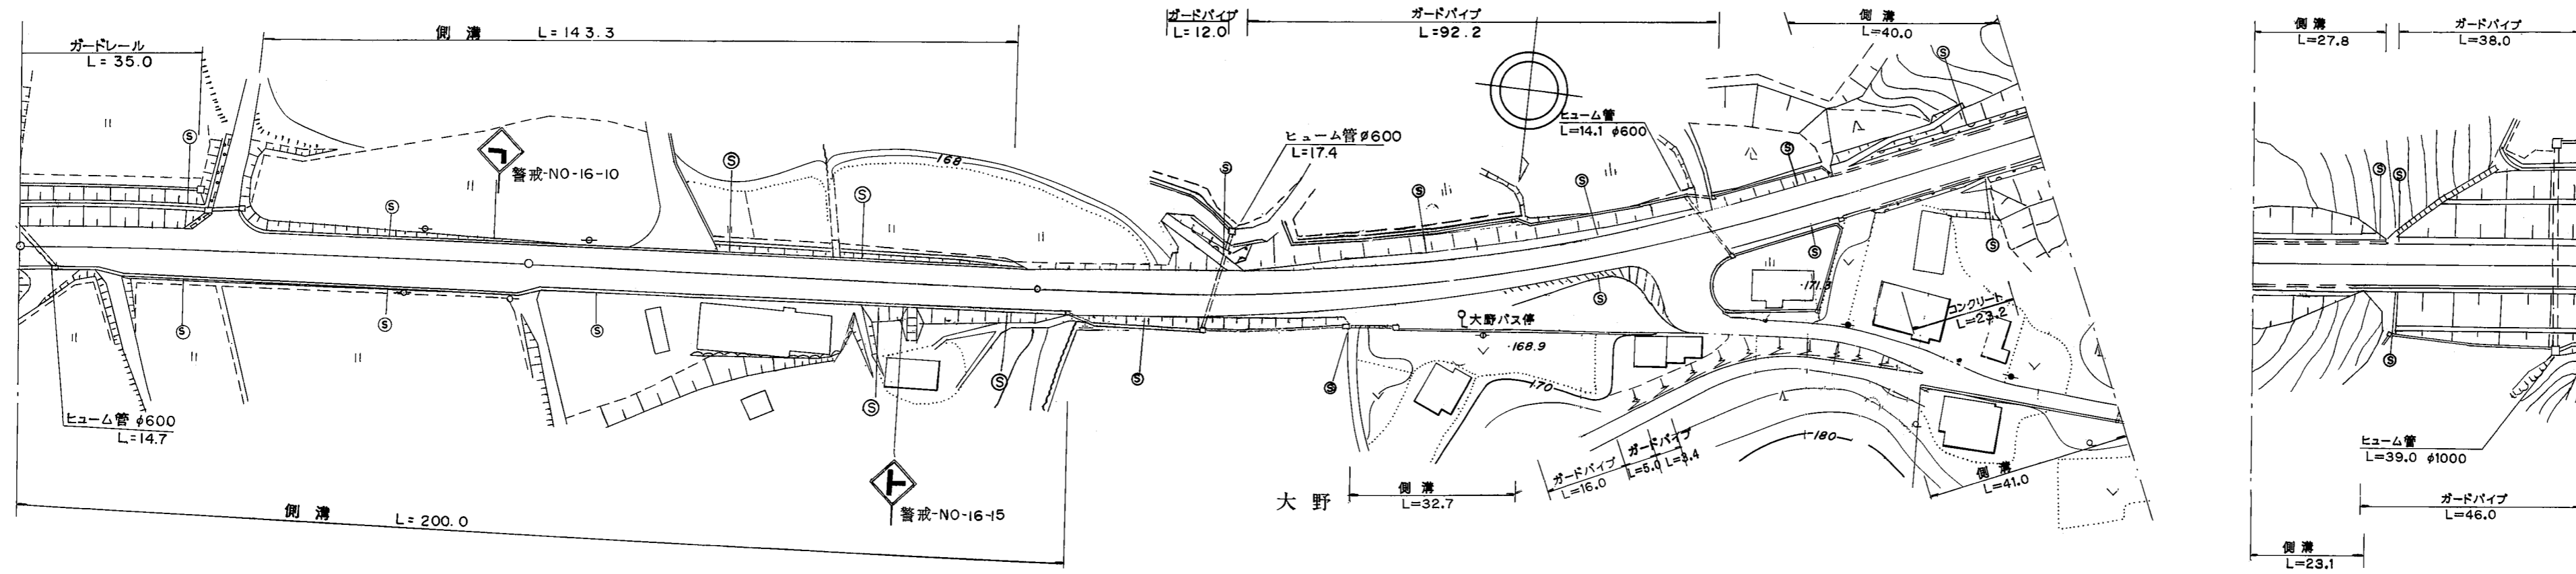 ガードレール
L=35.0
側 溝 L=143.3
ガードパイプ
L=12.0
ガードパイプ
L=92.2
側 溝
L=40.0
側 溝
L=27.8
ガードパイプ
L=38.0
S
S
S
S
S
S
S
S
S
S
警戒-NO-16-10
168
ヒューム管 φ600
L=17.4
ヒューム管
L=14.1 φ600
171.3
コンクリート
L=23.2
大野バス停
168.9
170
180
S
S
S
S
S
S
S
S
S
S
S
S
S
S
ヒューム管 φ600
L=14.7
ガードパイプ
L=16.0
ガードパイプ
L=5.0 L=3.4
側 溝
L=41.0
側 溝
L=32.7
大 野
警戒-NO-16-15
側 溝 L=200.0
ヒューム管
L=39.0 φ1000
ガードパイプ
L=46.0
側 溝
L=23.1